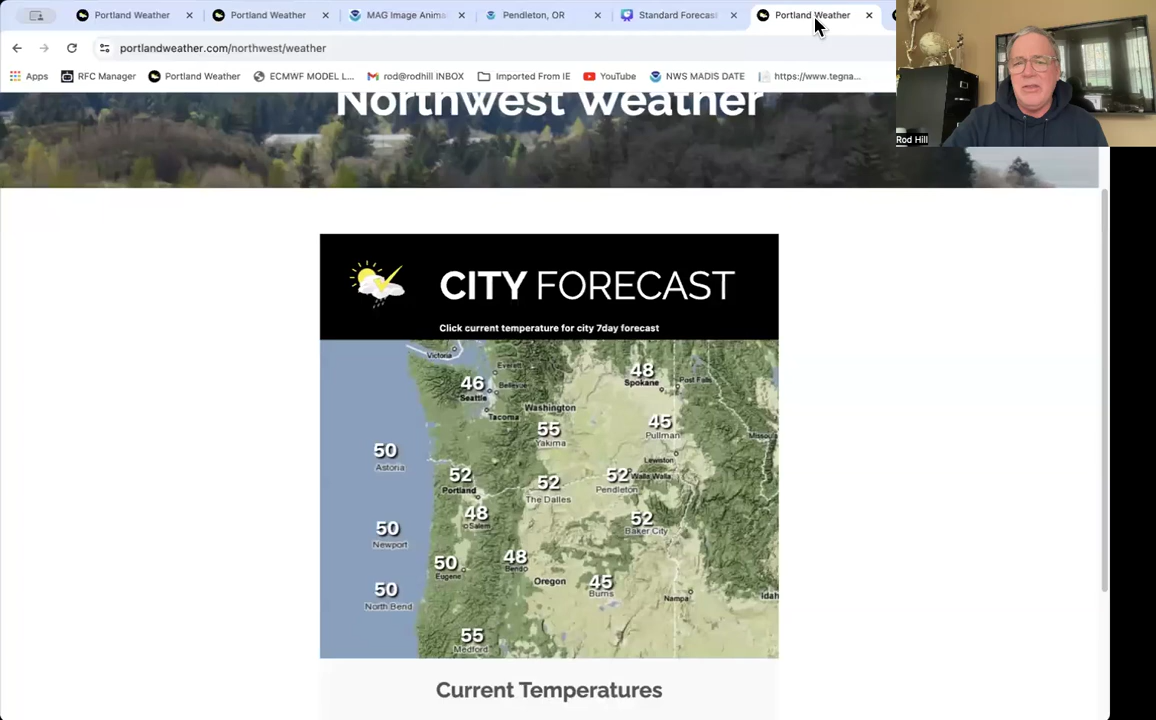 Portland Weather
Portland Weather
MAG Image Anima
Pendleton, OR
Standard Forecast
Portland Weather
portlandweather.com/northwest/weather
Apps
RFC Manager
Portland Weather
ECMWF MODEL L...
rod@rodhill INBOX
Imported From IE
YouTube
NWS MADIS DATE
https://www.tegna...
Rod Hill
Northwest Weather
CITY FORECAST
Click current temperature for city 7day forecast
Victoria
Everett
46
Bellevue
Seattle
48
Spokane
Post Falls
Tacoma
Washington
55
Yakima
45
Pullman
Missou
50
Astoria
Lewiston
52
Portland
52
The Dalles
52
Walla Walla
Pendleton
48
Salem
52
Baker City
50
Newport
50
Eugene
48
Bend
Oregon
45
Burns
Nampa
Idah
50
North Bend
55
Medford
Current Temperatures